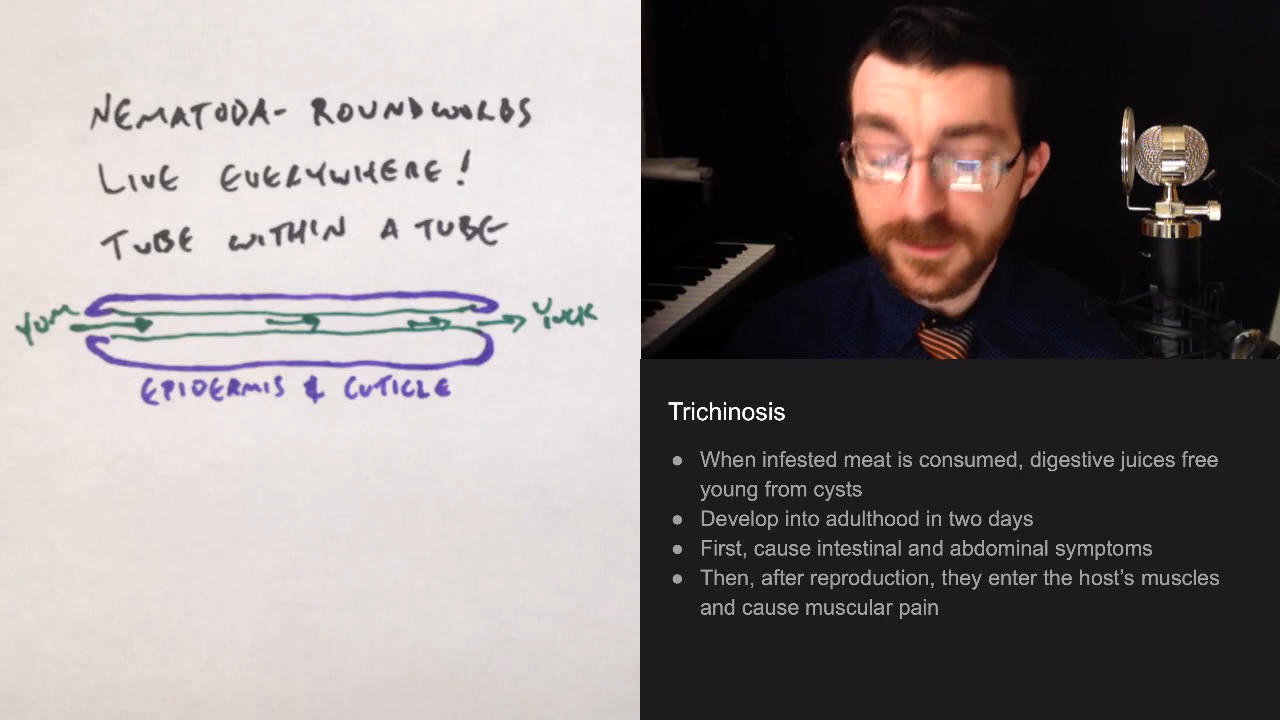 NEMATODA- ROUNDWORDS
LIVE EVERYWHERE!
TUBE WITHIN A TUBE
YUM
YUCK
EPIDERMIS & CUTICLE
Trichinosis
● When infested meat is consumed, digestive juices free
young from cysts
● Develop into adulthood in two days
● First, cause intestinal and abdominal symptoms
● Then, after reproduction, they enter the host’s muscles
and cause muscular pain